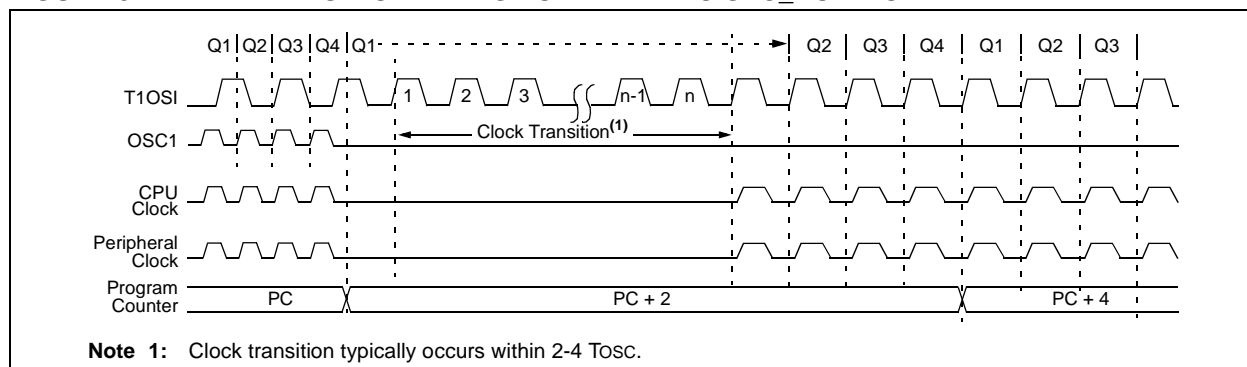 Q1 Q2 Q3 Q4 Q1 Q2 Q3 Q4 Q1 Q2 Q3
T1OSI 1 2 3 n-1 n
Clock Transition(1)
OSC1
CPU
Clock
Peripheral
Clock
Program
Counter
PC PC + 2 PC + 4
Note 1: Clock transition typically occurs within 2-4 TOSC.